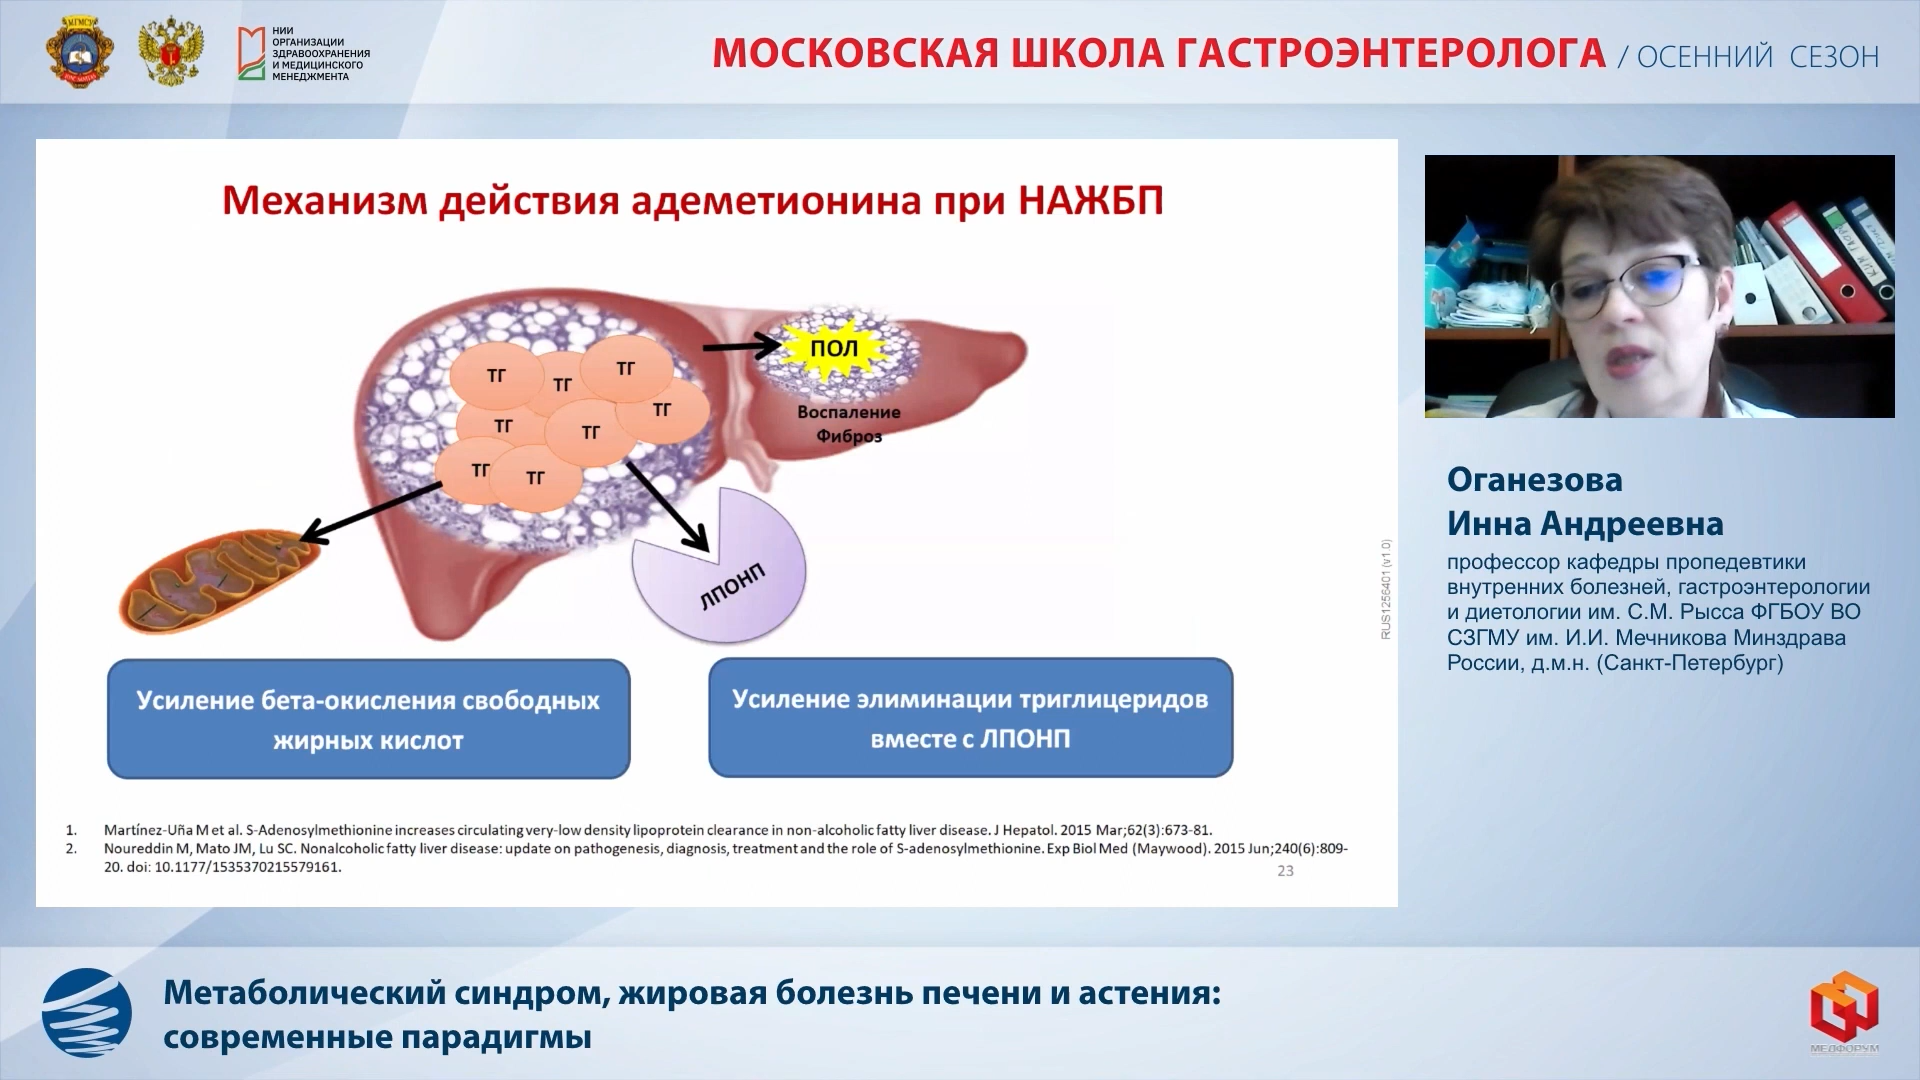 МГМСУ
НИИ
ОРГАНИЗАЦИИ
ЗДРАВООХРАНЕНИЯ
И МЕДИЦИНСКОГО
МЕНЕДЖМЕНТА
МОСКОВСКАЯ ШКОЛА ГАСТРОЭНТЕРОЛОГА / ОСЕННИЙ СЕЗОН
Механизм действия адеметионина при НАЖБП
ТГ
ТГ
ТГ
ТГ
ТГ
ТГ
ТГ
ТГ
ПОЛ
Воспаление
Фиброз
ЛПОНП
RUS1256401 (v1.0)
Усиление бета-окисления свободных
жирных кислот
Усиление элиминации триглицеридов
вместе с ЛПОНП
1. Martínez-Uña M et al. S-Adenosylmethionine increases circulating very-low density lipoprotein clearance in non-alcoholic fatty liver disease. J Hepatol. 2015 Mar;62(3):673-81.
2. Noureddin M, Mato JM, Lu SC. Nonalcoholic fatty liver disease: update on pathogenesis, diagnosis, treatment and the role of S-adenosylmethionine. Exp Biol Med (Maywood). 2015 Jun;240(6):809-
20. doi: 10.1177/1535370215579161.
23
Оганезова
Инна Андреевна
профессор кафедры пропедевтики
внутренних болезней, гастроэнтерологии
и диетологии им. С.М. Рысса ФГБОУ ВО
СЗГМУ им. И.И. Мечникова Минздрава
России, д.м.н. (Санкт-Петербург)
Метаболический синдром, жировая болезнь печени и астения:
современные парадигмы
МЕДФОРУМ